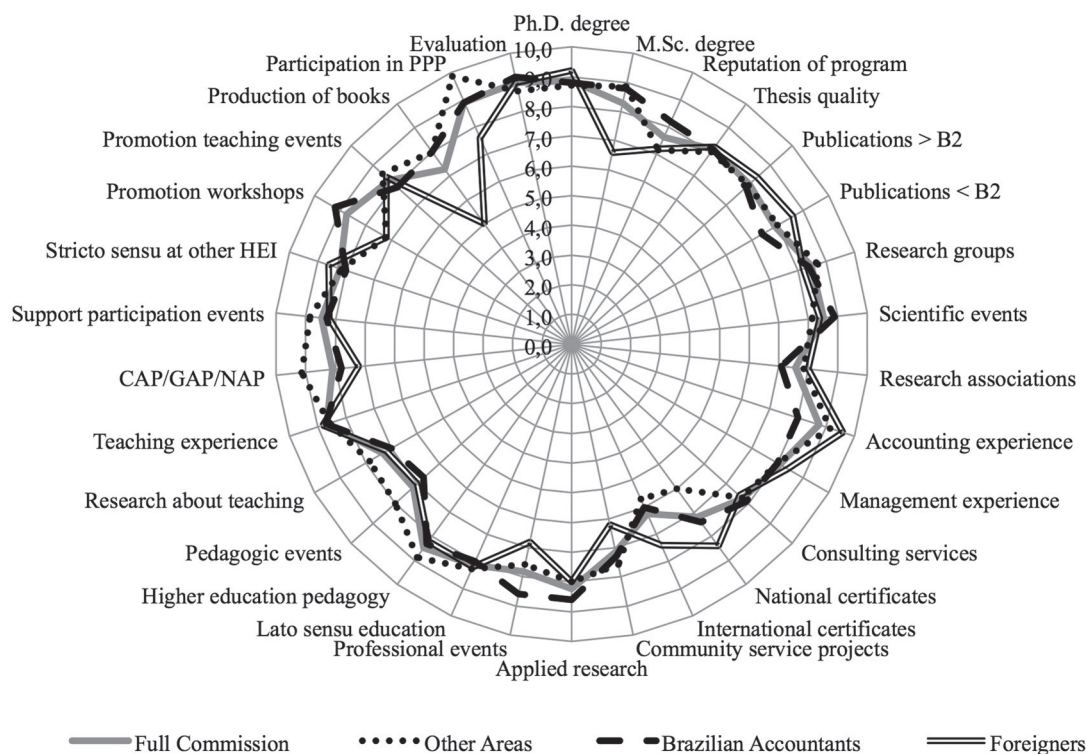 Ph.D. degree
M.Sc. degree
Reputation of program
Thesis quality
Publications > B2
Publications < B2
Research groups
Scientific events
Research associations
Accounting experience
Management experience
Consulting services
National certificates
International certificates
Community service projects
Applied research
Professional events
Lato sensu education
Higher education pedagogy
Pedagogic events
Research about teaching
Teaching experience
CAP/GAP/NAP
Support participation events
Stricto sensu at other HEI
Promotion workshops
Promotion teaching events
Production of books
Participation in PPP
Evaluation
10,0
9,0
8,0
7,0
6,0
5,0
4,0
3,0
2,0
1,0
0,0
Full Commission Other Areas Brazilian Accountants Foreigners